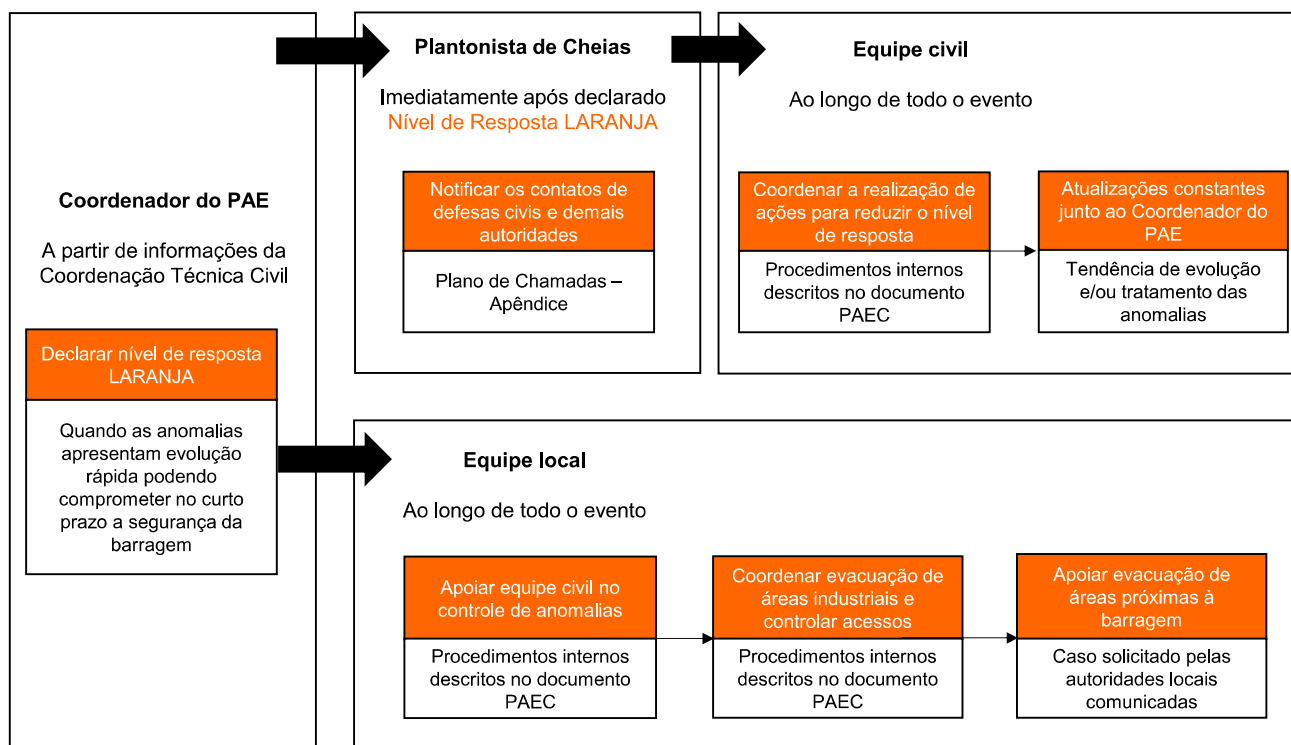 Coordenador do PAE
A partir de informações da
Coordenação Técnica Civil
Declarar nível de resposta
LARANJA
Quando as anomalias
apresentam evolução
rápida podendo
comprometer no curto
prazo a segurança da
barragem
Plantonista de Cheias
Imediatamente após declarado
Nível de Resposta LARANJA
Notificar os contatos de
defesas civis e demais
autoridades
Plano de Chamadas –
Apêndice
Equipe civil
Ao longo de todo o evento
Coordenar a realização de
ações para reduzir o nível
de resposta
Procedimentos internos
descritos no documento
PAEC
Atualizações constantes
junto ao Coordenador do
PAE
Tendência de evolução
e/ou tratamento das
anomalias
Equipe local
Ao longo de todo o evento
Apoiar equipe civil no
controle de anomalias
Procedimentos internos
descritos no documento
PAEC
Coordenar evacuação de
áreas industriais e
controlar acessos
Procedimentos internos
descritos no documento
PAEC
Apoiar evacuação de
áreas próximas à
barragem
Caso solicitado pelas
autoridades locais
comunicadas